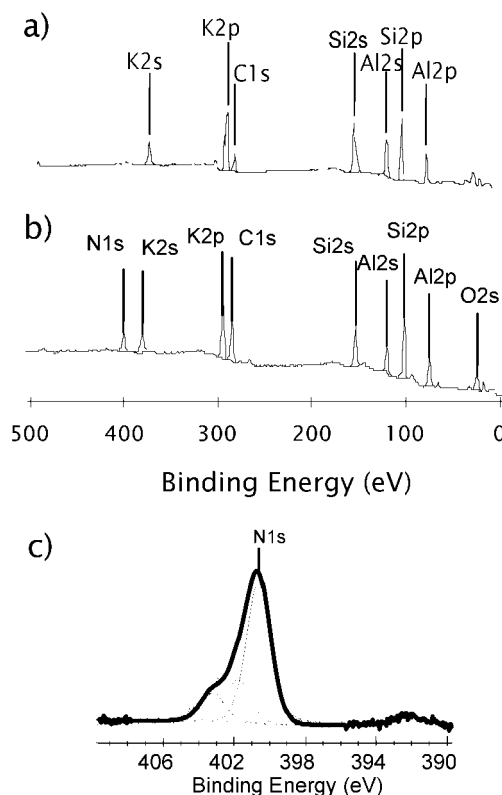 a)
K2s
K2p
C1s
Si2s
Al2s
Si2p
Al2p
b)
N1s
K2s
K2p
C1s
Si2s
Al2s
Si2p
Al2p
O2s
500 400 300 200 100 0
Binding Energy (eV)
c)
N1s
406 402 398 394 390
Binding Energy (eV)